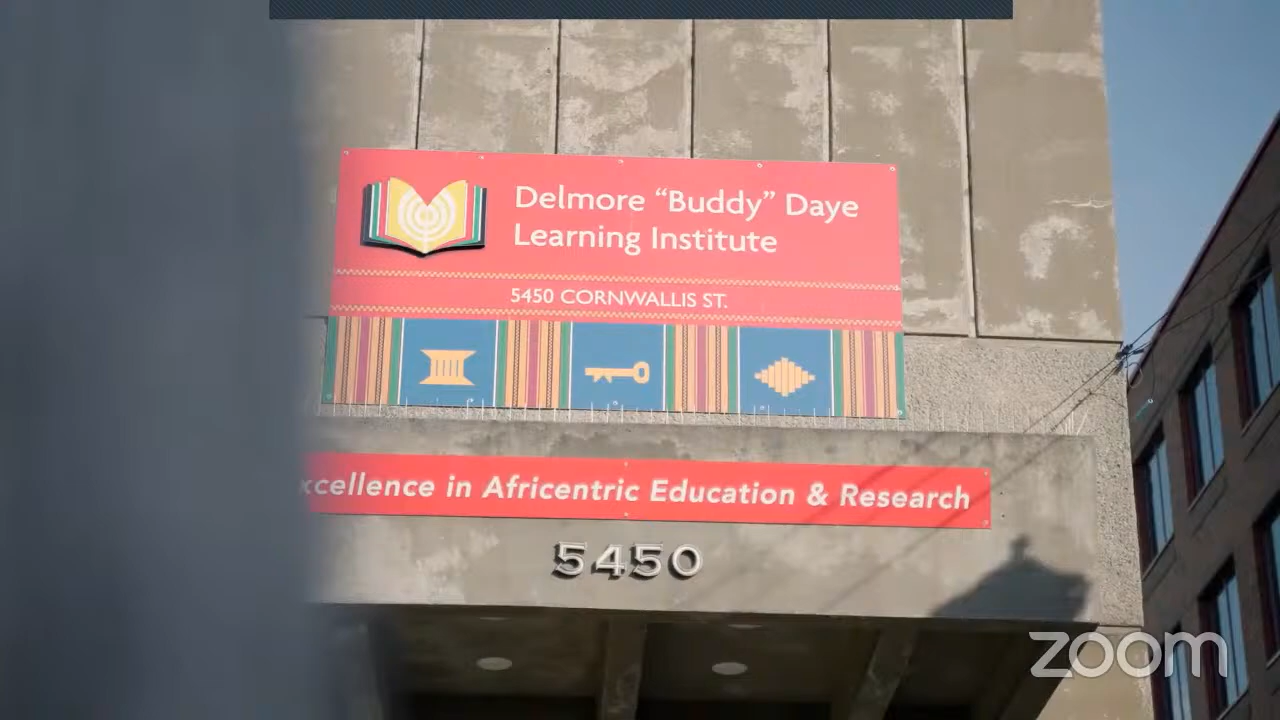 Delmore “Buddy” Daye
Learning Institute
5450 CORNWALLIS ST.
xcellence in Africentric Education & Research
5450
zoom